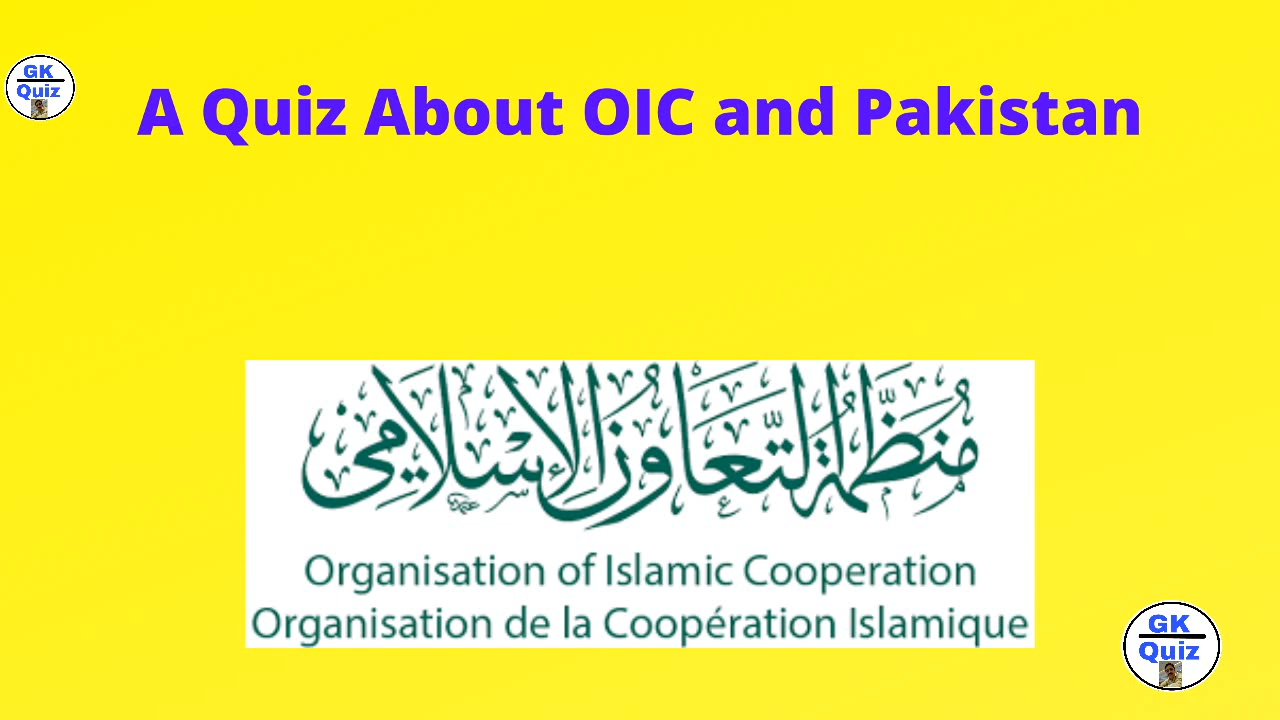 GK
Quiz
A Quiz About OIC and Pakistan
منظمة التعاون الإسلامي
Organisation of Islamic Cooperation
Organisation de la Coopération Islamique
GK
Quiz